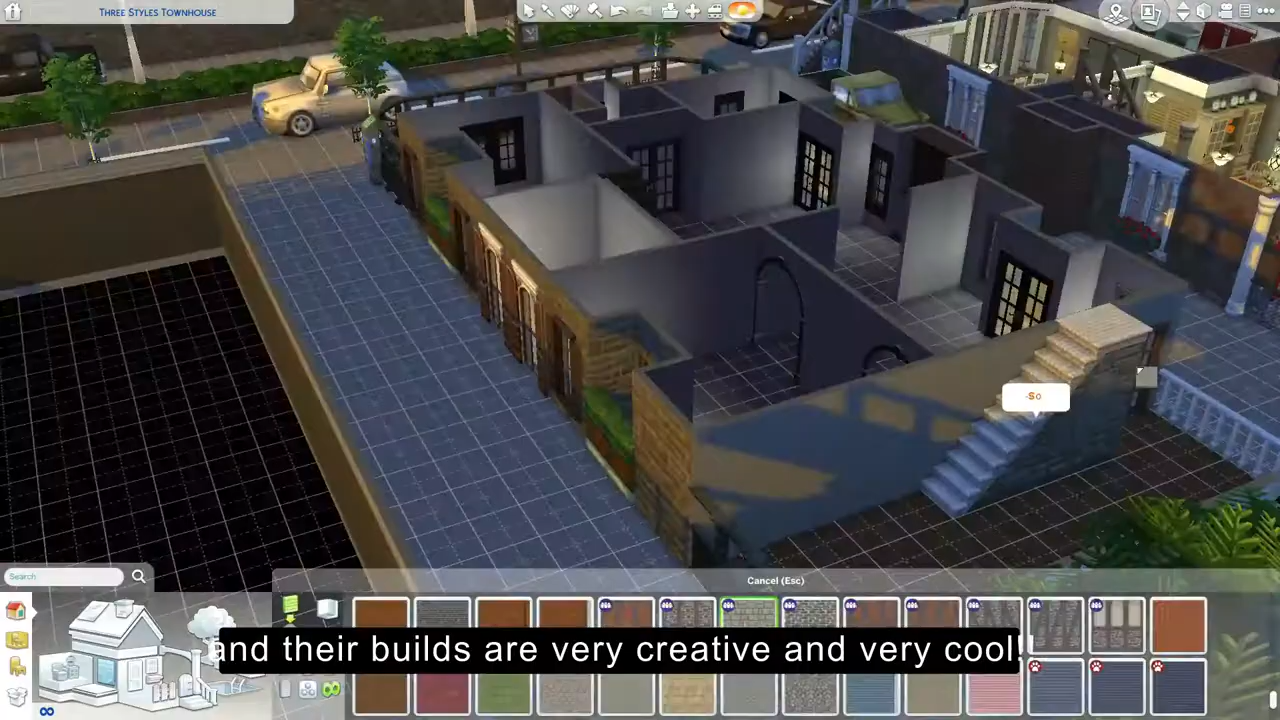 THREE STYLES TOWNHOUSE
-§0
Search
Cancel (Esc)
and their builds are very creative and very cool!!